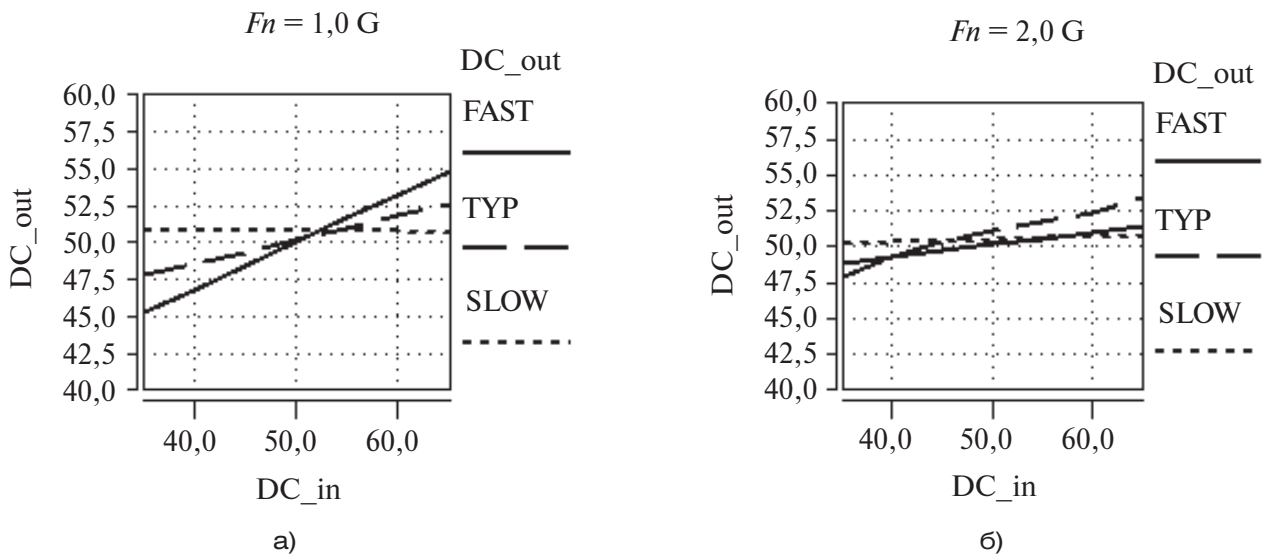 Fn = 1,0 G
DC_out
FAST
TYP
SLOW
DC_out
60,0
57,5
55,0
52,5
50,0
47,5
45,0
42,5
40,0
40,0 50,0 60,0
DC_in
а)
Fn = 2,0 G
DC_out
FAST
TYP
SLOW
DC_out
60,0
57,5
55,0
52,5
50,0
47,5
45,0
42,5
40,0
40,0 50,0 60,0
DC_in
б)